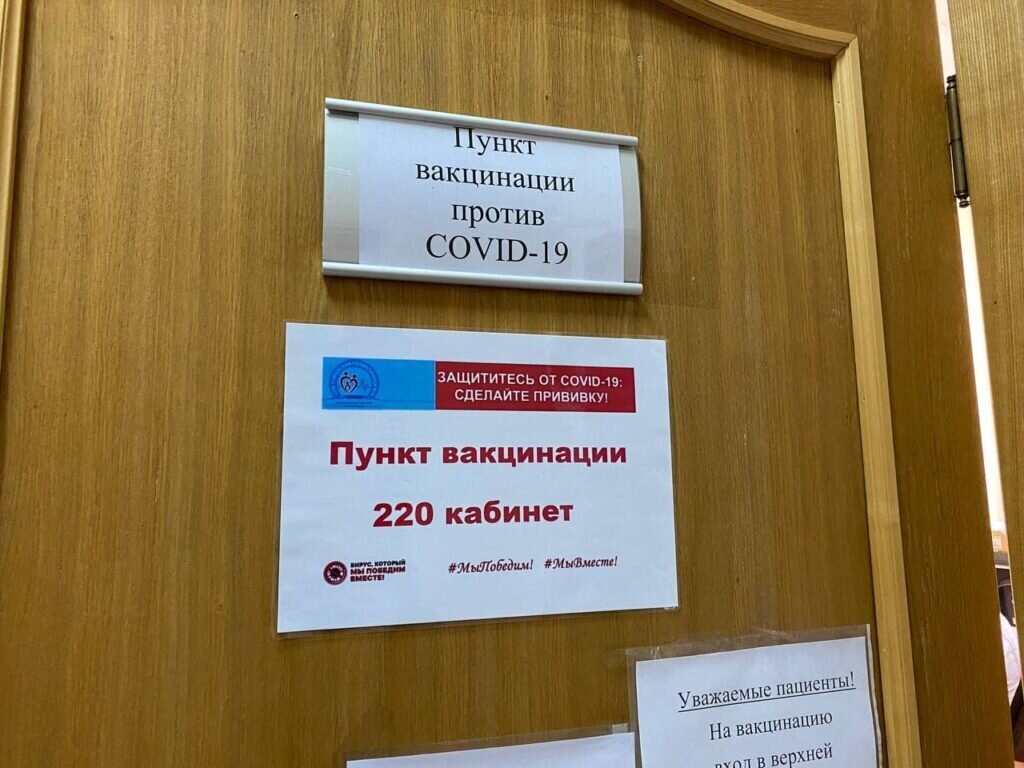 Пункт
вакцинации
против
COVID-19
ЗАЩИТИТЕСЬ ОТ COVID-19:
СДЕЛАЙТЕ ПРИВИВКУ!
Пункт вакцинации
220 кабинет
ВИРУС, КОТОРЫЙ
МЫ ПОБЕДИМ
ВМЕСТЕ!
#МыПобедим! #МыВместе!
Уважаемые пациенты!
На вакцинацию
вход в верхней